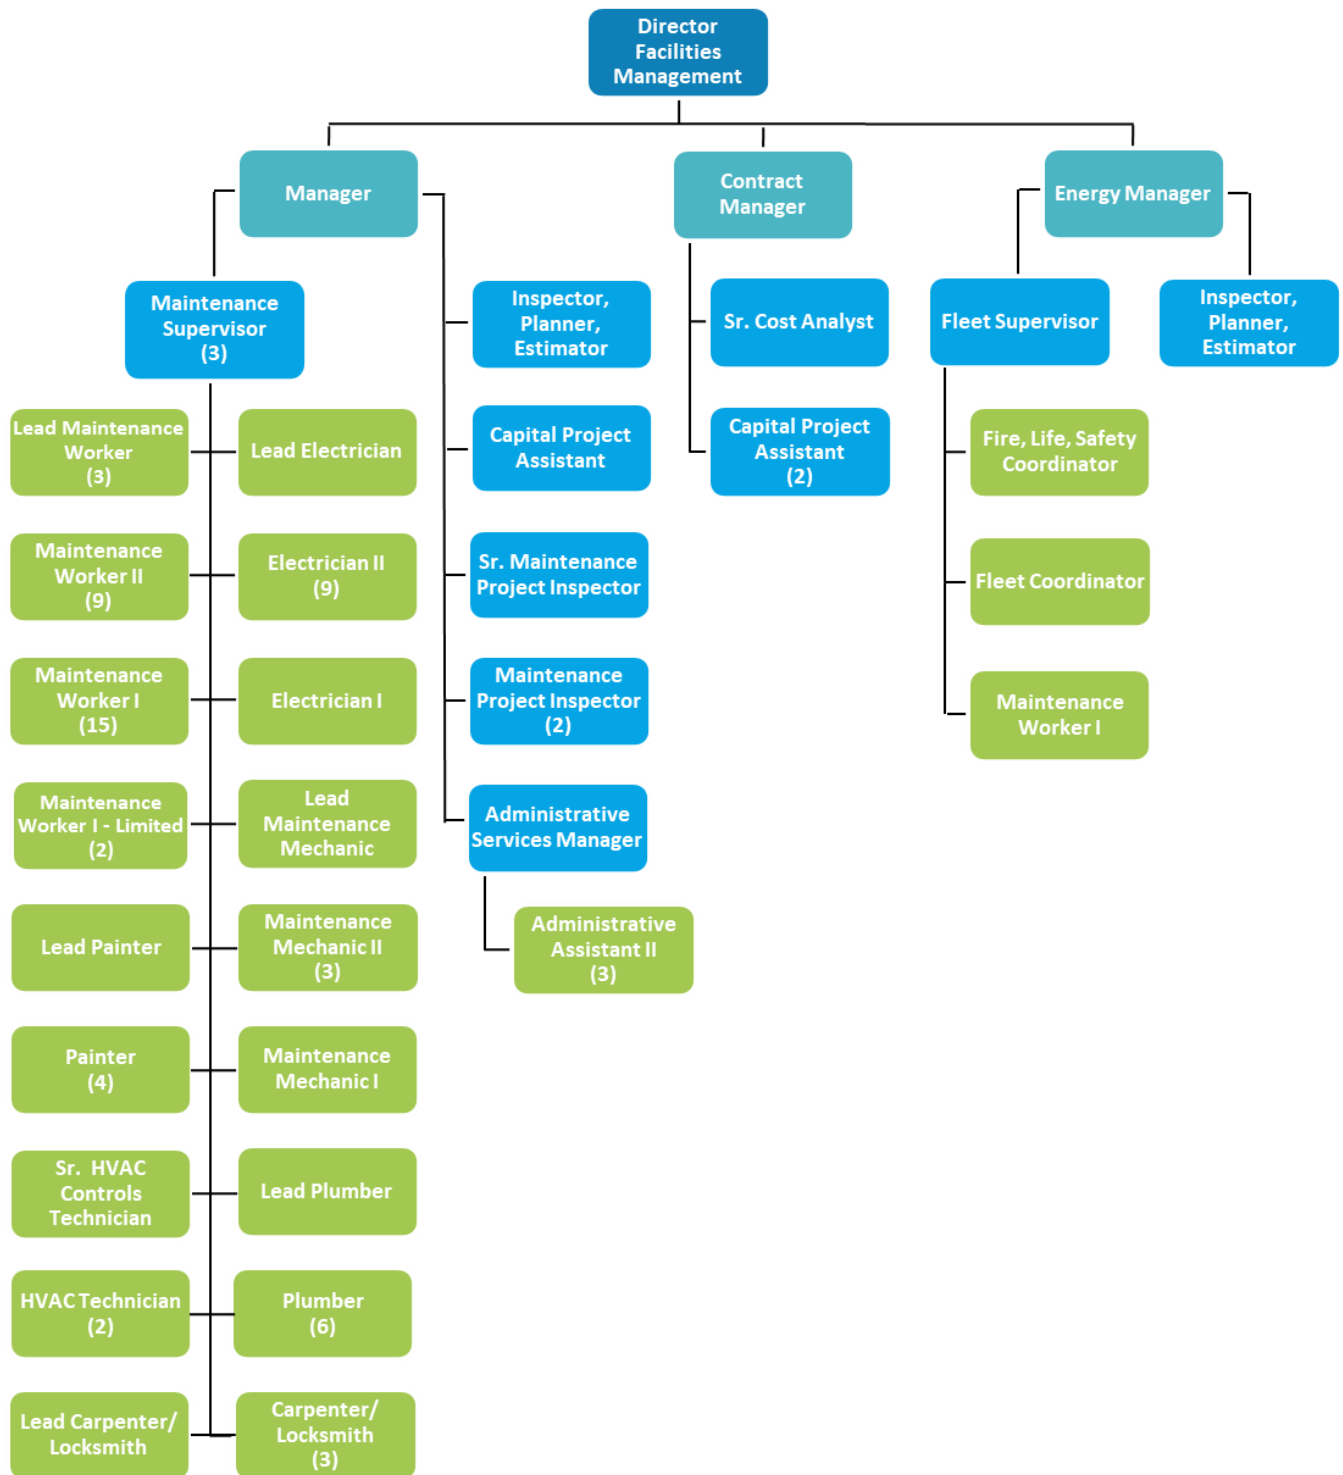 Director
Facilities
Management
Manager
Contract
Manager
Energy Manager
Maintenance
Supervisor
(3)
Inspector,
Planner,
Estimator
Sr. Cost Analyst
Fleet Supervisor
Inspector,
Planner,
Estimator
Lead Maintenance
Worker
(3)
Lead Electrician
Capital Project
Assistant
Capital Project
Assistant
(2)
Fire, Life, Safety
Coordinator
Maintenance
Worker II
(9)
Electrician II
(9)
Sr. Maintenance
Project Inspector
Fleet Coordinator
Maintenance
Worker I
(15)
Electrician I
Maintenance
Project Inspector
(2)
Maintenance
Worker I
Maintenance
Worker I - Limited
(2)
Lead
Maintenance
Mechanic
Administrative
Services Manager
Lead Painter
Maintenance
Mechanic II
(3)
Administrative
Assistant II
(3)
Painter
(4)
Maintenance
Mechanic I
Sr. HVAC
Controls
Technician
Lead Plumber
HVAC Technician
(2)
Plumber
(6)
Lead Carpenter/
Locksmith
Carpenter/
Locksmith
(3)